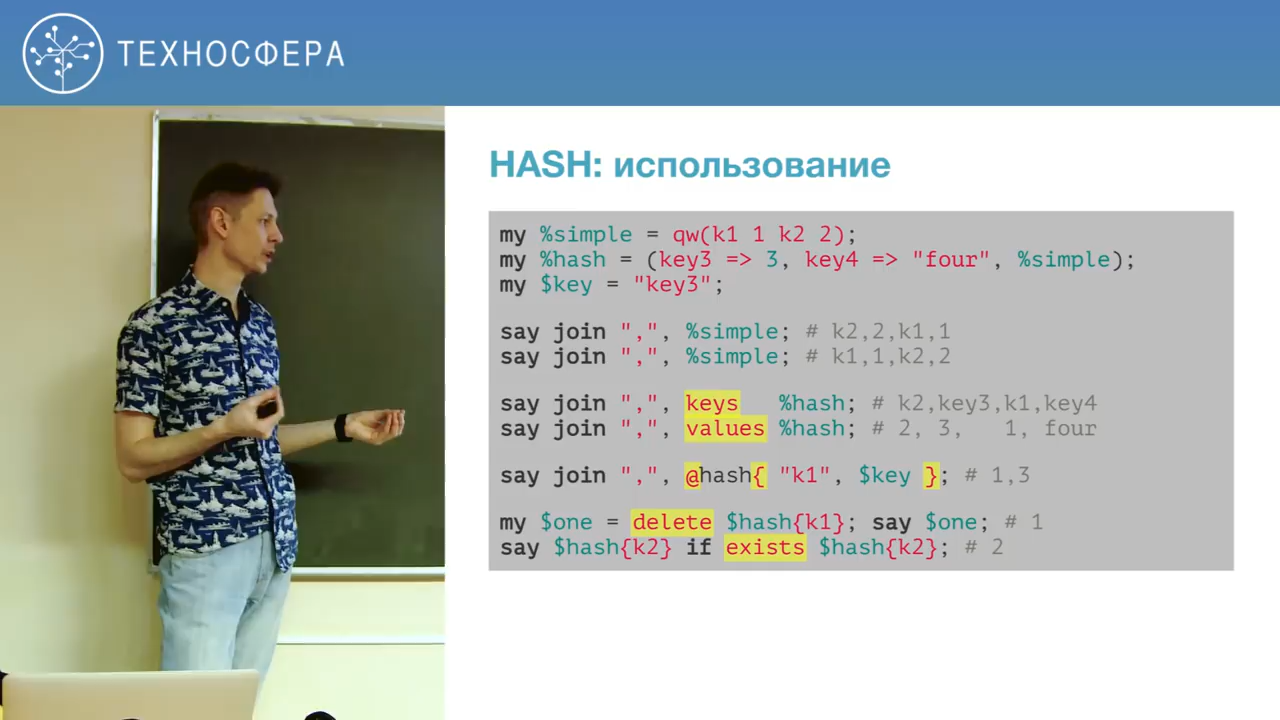 ТЕХНОСФЕРА
HASH: использование
my %simple = qw(k1 1 k2 2);
my %hash = (key3 => 3, key4 => "four", %simple);
my $key = "key3";
say join ",", %simple; # k2,2,k1,1
say join ",", %simple; # k1,1,k2,2
say join ",", keys   %hash; # k2,key3,k1,key4
say join ",", values %hash; # 2, 3,   1, four
say join ",", @hash{ "k1", $key }; # 1,3
my $one = delete $hash{k1}; say $one; # 1
say $hash{k2} if exists $hash{k2}; # 2